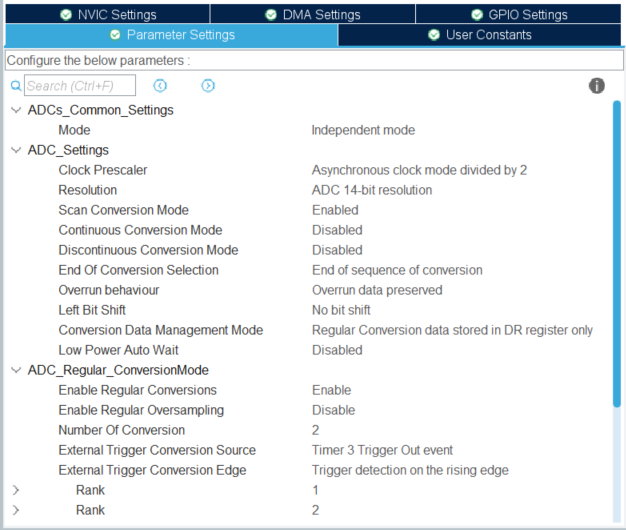 NVIC Settings DMA Settings GPIO Settings
Parameter Settings User Constants
Configure the below parameters :
Search (Ctrl+F)
ADCs_Common_Settings
Mode Independent mode
ADC_Settings
Clock Prescaler Asynchronous clock mode divided by 2
Resolution ADC 14-bit resolution
Scan Conversion Mode Enabled
Continuous Conversion Mode Disabled
Discontinuous Conversion Mode Disabled
End Of Conversion Selection End of sequence of conversion
Overrun behaviour Overrun data preserved
Left Bit Shift No bit shift
Conversion Data Management Mode Regular Conversion data stored in DR register only
Low Power Auto Wait Disabled
ADC_Regular_ConversionMode
Enable Regular Conversions Enable
Enable Regular Oversampling Disable
Number Of Conversion 2
External Trigger Conversion Source Timer 3 Trigger Out event
External Trigger Conversion Edge Trigger detection on the rising edge
Rank 1
Rank 2